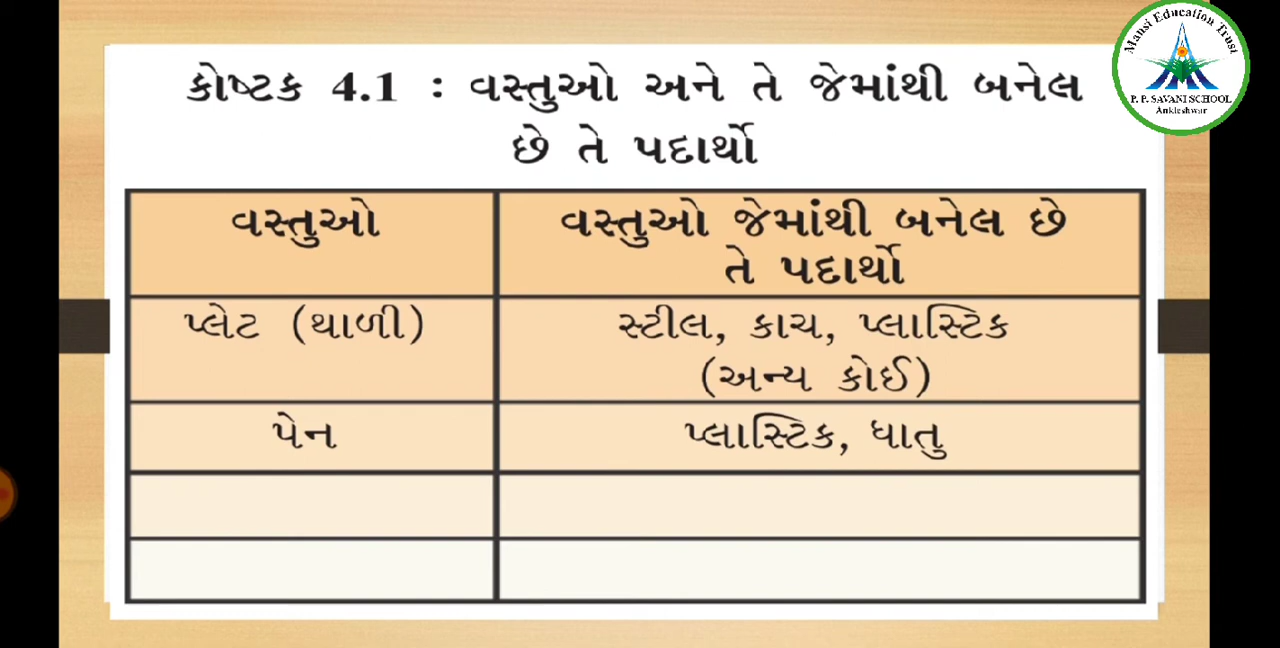 Mansi Education Trust
P. P. SAVANI SCHOOL
Ankleshwar
કોષ્ટક 4.1 : વસ્તુઓ અને તે જેમાંથી બનેલ
છે તે પદાર્થો
વસ્તુઓ
વસ્તુઓ જેમાંથી બનેલ છે
તે પદાર્થો
પ્લેટ (થાળી)
સ્ટીલ, કાચ, પ્લાસ્ટિક
(અન્ય કોઈ)
પેન
પ્લાસ્ટિક, ધાતુ